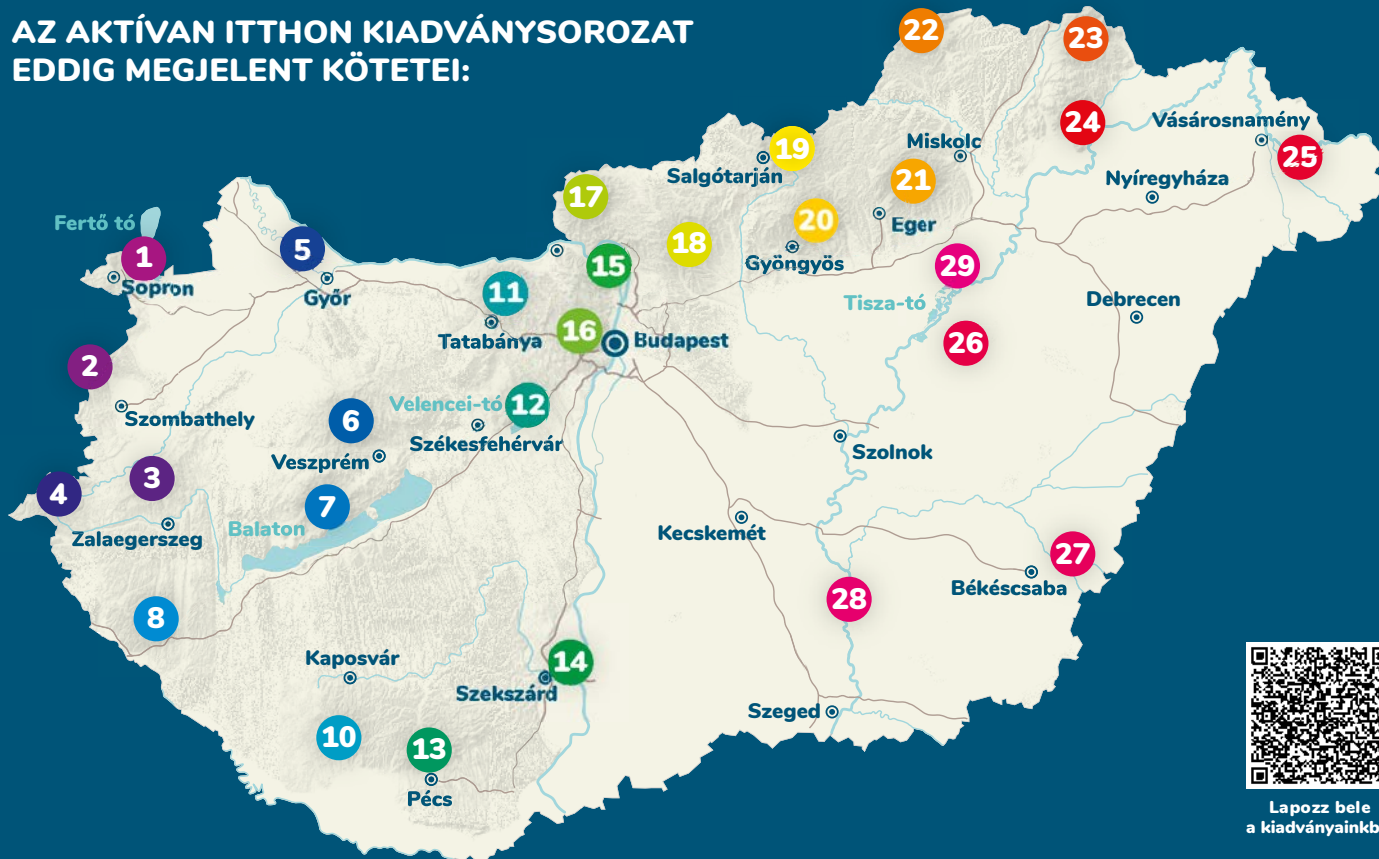 AZ AKTÍVAN ITTHON KIADVÁNYSOROZAT
EDDIG MEGJELENT KÖTETEI:
22
23
24
Vásárosnamény
19
Miskolc
25
Salgótarján
21
Nyíregyháza
17
Fertő tó
20
Eger
18
5
1
15
Gyöngyös
29
Sopron
Győr
11
Debrecen
Tisza-tó
16
Tatabánya
Budapest
26
2
Velencei-tó
12
Szombathely
6
Székesfehérvár
Veszprém
Szolnok
3
4
7
Balaton
Kecskemét
Zalaegerszeg
27
Békéscsaba
28
8
Kaposvár
14
Szekszárd
Szeged
10
13
Pécs
Lapozz bele
a kiadványainkb